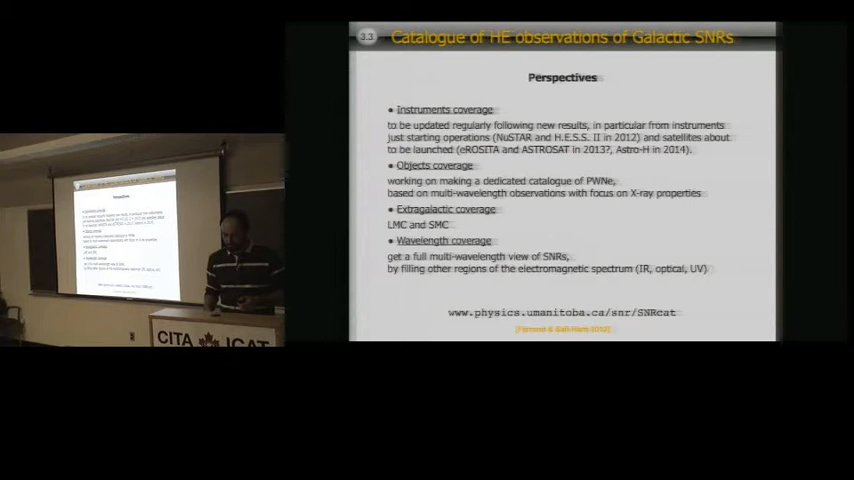 3.3
Catalogue of HE observations of Galactic SNRs
Perspectives
• Instruments coverage
to be updated regularly following new results, in particular from instruments
just starting operations (NuSTAR and H.E.S.S. II in 2012) and satellites about
to be launched (eROSITA and ASTROSAT in 2013?, Astro-H in 2014).
• Objects coverage
working on making a dedicated catalogue of PWNe,
based on multi-wavelength observations with focus on X-ray properties
• Extragalactic coverage
LMC and SMC
• Wavelength coverage
get a full multi-wavelength view of SNRs,
by filling other regions of the electromagnetic spectrum (IR, optical, UV)
www.physics.umanitoba.ca/snr/SNRcat
[Ferrand & Safi-Harb 2012]
Perspectives
CITA ICAT